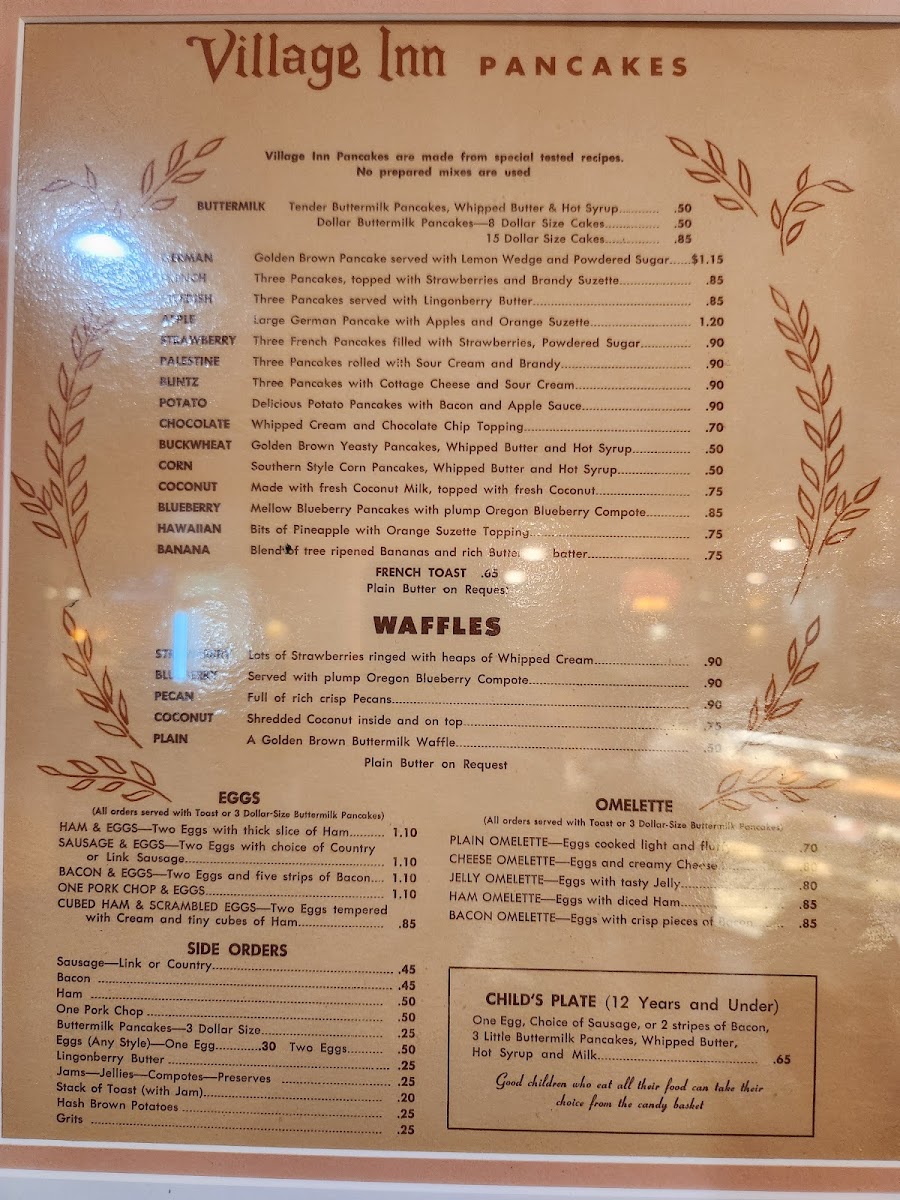 Village Inn PANCAKES
Village Inn Pancakes are made from special tested recipes.
No prepared mixes are used
BUTTERMILK Tender Buttermilk Pancakes, Whipped Butter & Hot Syrup .50
Dollar Buttermilk Pancakes—8 Dollar Size Cakes .50
15 Dollar Size Cakes .85
GERMAN Golden Brown Pancake served with Lemon Wedge and Powdered Sugar $1.15
Three Pancakes, topped with Strawberries and Brandy Suzette .85
Three Pancakes served with Lingonberry Butter .85
APPLE Large German Pancake with Apples and Orange Suzette 1.20
STRAWBERRY Three French Pancakes filled with Strawberries, Powdered Sugar .90
PALESTINE Three Pancakes rolled with Sour Cream and Brandy .90
BLINTZ Three Pancakes with Cottage Cheese and Sour Cream .90
POTATO Delicious Potato Pancakes with Bacon and Apple Sauce .90
CHOCOLATE Whipped Cream and Chocolate Chip Topping .70
BUCKWHEAT Golden Brown Yeasty Pancakes, Whipped Butter and Hot Syrup .50
CORN Southern Style Corn Pancakes, Whipped Butter and Hot Syrup .50
COCONUT Made with fresh Coconut Milk, topped with fresh Coconut .75
BLUEBERRY Mellow Blueberry Pancakes with plump Oregon Blueberry Compote .85
HAWAIIAN Bits of Pineapple with Orange Suzette Topping .75
BANANA Blend of tree ripened Bananas and rich batter .75
FRENCH TOAST .65
Plain Butter on Request
WAFFLES
STRAWBERRY Lots of Strawberries ringed with heaps of Whipped Cream .90
BLUEBERRY Served with plump Oregon Blueberry Compote .90
PECAN Full of rich crisp Pecans .90
COCONUT Shredded Coconut inside and on top .75
PLAIN A Golden Brown Buttermilk Waffle .50
Plain Butter on Request
EGGS
(All orders served with Toast or 3 Dollar-Size Buttermilk Pancakes)
HAM & EGGS—Two Eggs with thick slice of Ham 1.10
SAUSAGE & EGGS—Two Eggs with choice of Country
or Link Sausage 1.10
BACON & EGGS—Two Eggs and five strips of Bacon 1.10
ONE PORK CHOP & EGGS 1.10
CUBED HAM & SCRAMBLED EGGS—Two Eggs tempered
with Cream and tiny cubes of Ham .85
SIDE ORDERS
Sausage—Link or Country .45
Bacon .45
Ham .50
One Pork Chop .50
Buttermilk Pancakes—3 Dollar Size .25
Eggs (Any Style)—One Egg .30 Two Eggs .50
Lingonberry Butter .25
Jams—Jellies—Compotes—Preserves .25
Stack of Toast (with Jam) .20
Hash Brown Potatoes .25
Grits .25
OMELETTE
(All orders served with Toast or 3 Dollar-Size Buttermilk Pancakes)
PLAIN OMELETTE—Eggs cooked light and .70
CHEESE OMELETTE—Eggs and creamy Cheese
JELLY OMELETTE—Eggs with tasty Jelly .80
HAM OMELETTE—Eggs with diced Ham .85
BACON OMELETTE—Eggs with crisp pieces of Bacon .85
CHILD'S PLATE (12 Years and Under)
One Egg, Choice of Sausage, or 2 stripes of Bacon,
3 Little Buttermilk Pancakes, Whipped Butter,
Hot Syrup and Milk .65
Good children who eat all their food can take their
choice from the candy basket